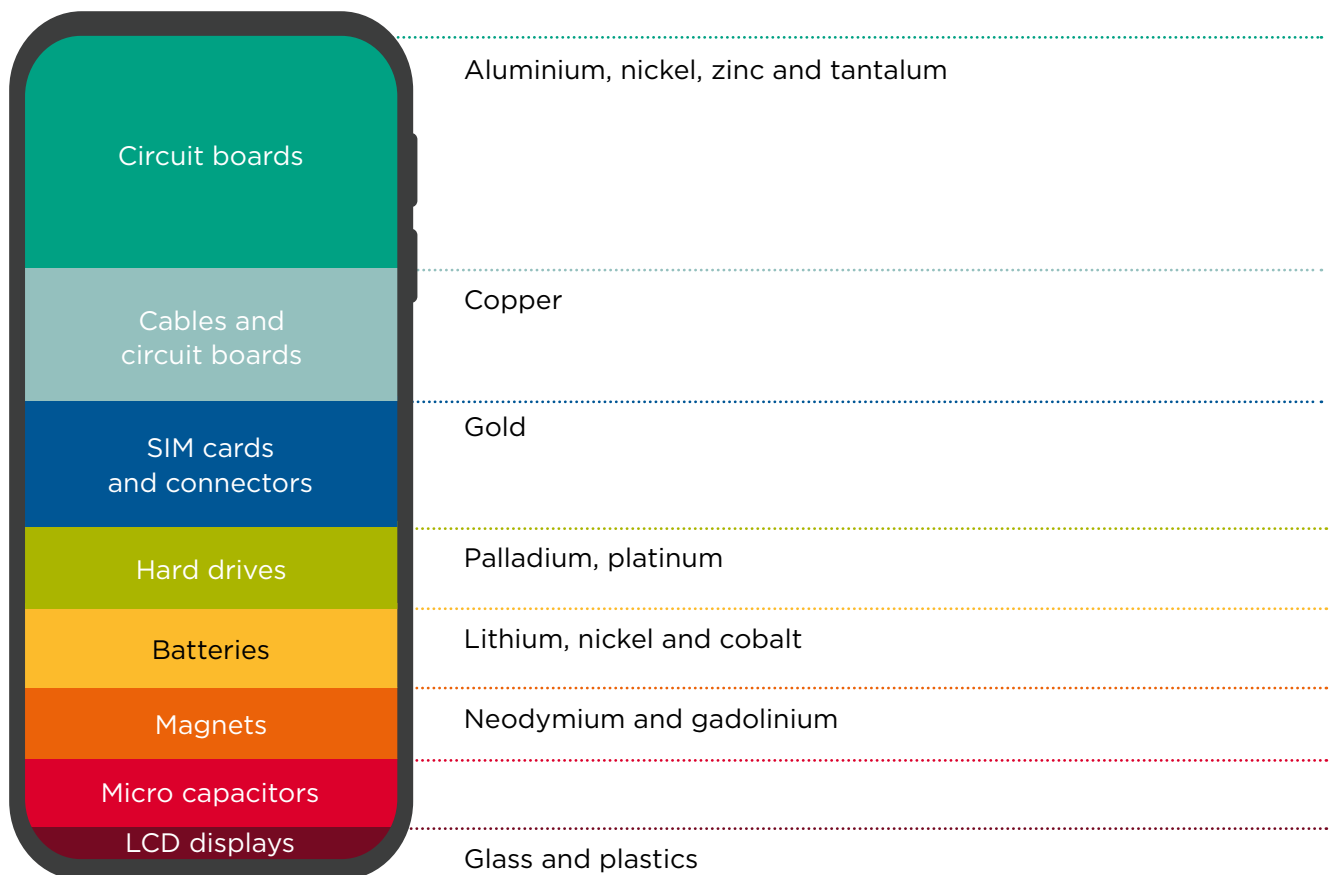 Circuit boards
Aluminium, nickel, zinc and tantalum
Cables and
circuit boards
Copper
SIM cards
and connectors
Gold
Hard drives
Palladium, platinum
Batteries
Lithium, nickel and cobalt
Magnets
Neodymium and gadolinium
Micro capacitors
LCD displays
Glass and plastics